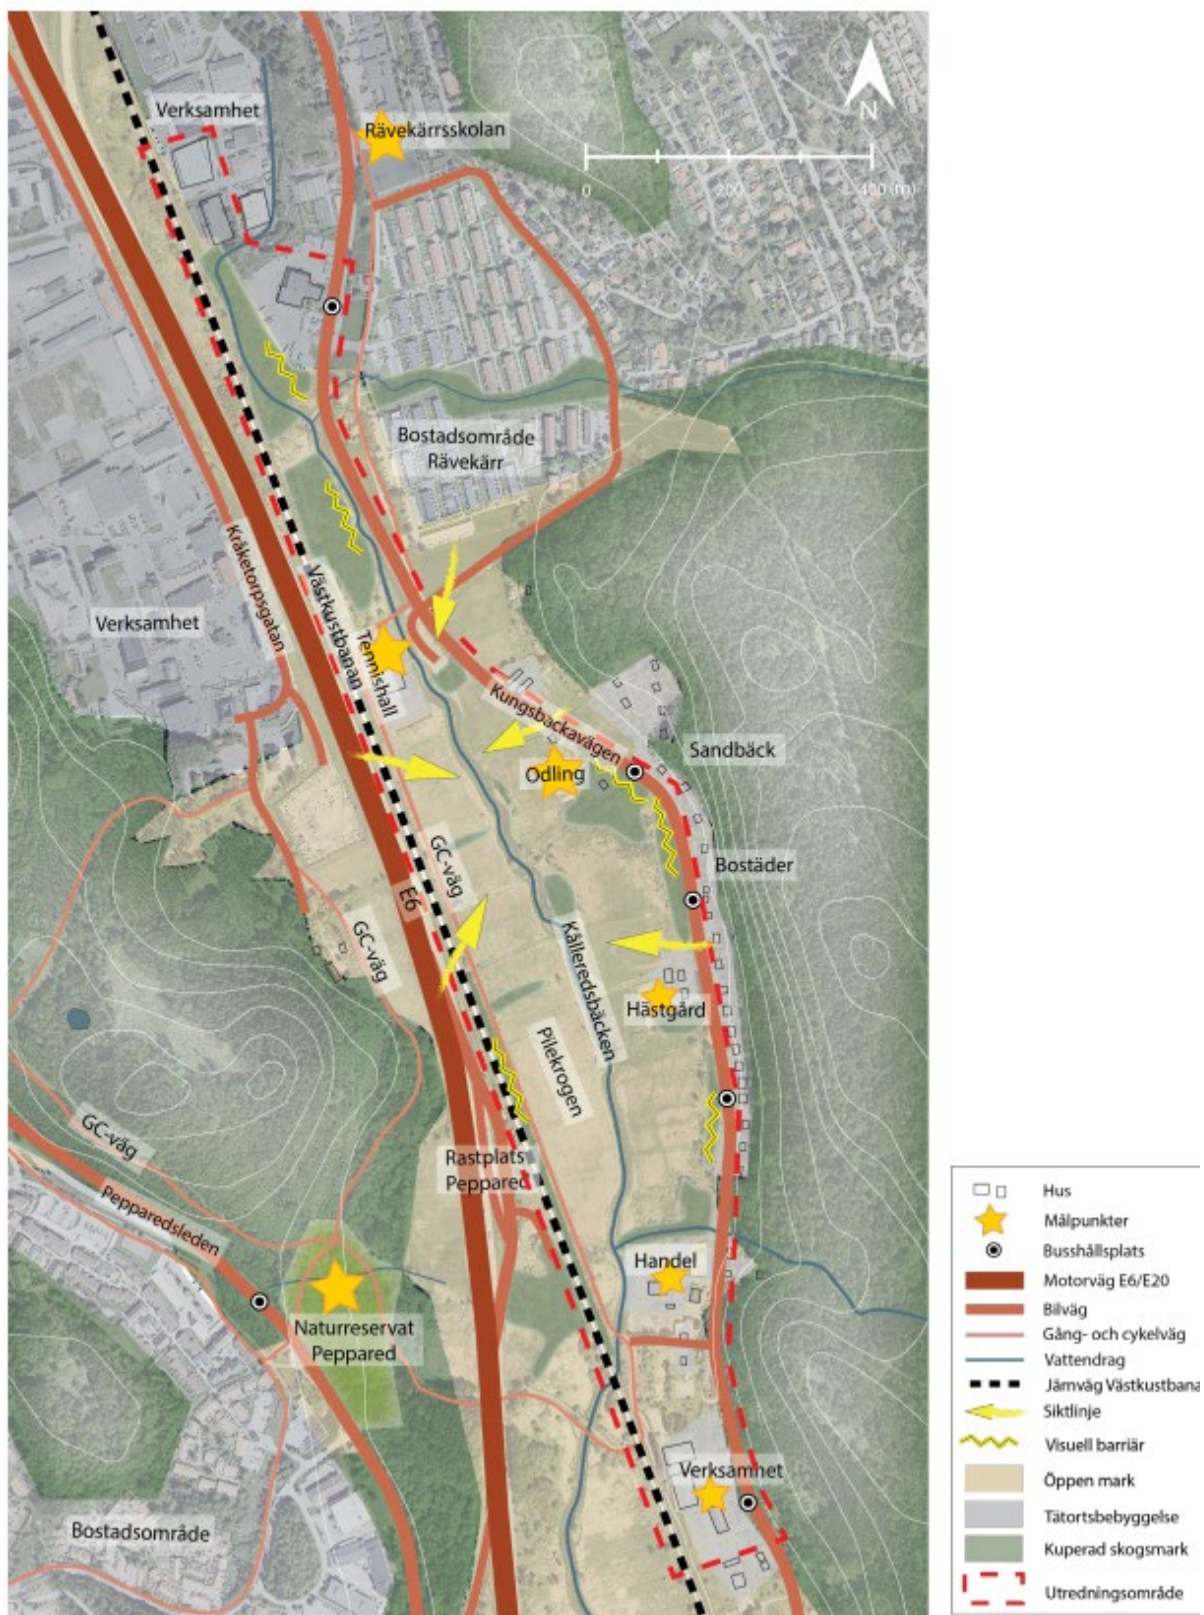 Verksamhet
Rävekärrsskolan
N
0
200
400 (m)
Bostadsområde
Rävekärr
Kråketorpsgatan
Västkustbanan
Verksamhet
Tennishall
Kungsbackavägen
Sandbäck
Odling
Bostäder
GC-väg
E6
GC-väg
Kålleredsbäcken
Hästgård
Pilekrogen
GC-väg
Rastplats
Peppared
Pepparedsleden
Handel
Naturreservat
Peppared
Verksamhet
Bostadsområde
Hus
Målpunkter
Busshållsplats
Motorväg E6/E20
Bilväg
Gång- och cykelväg
Vattendrag
Järnväg Västkustbana
Siktlinje
Visuell barriär
Öppen mark
Tätortsbebyggelse
Kuperad skogsmark
Utredningsområde